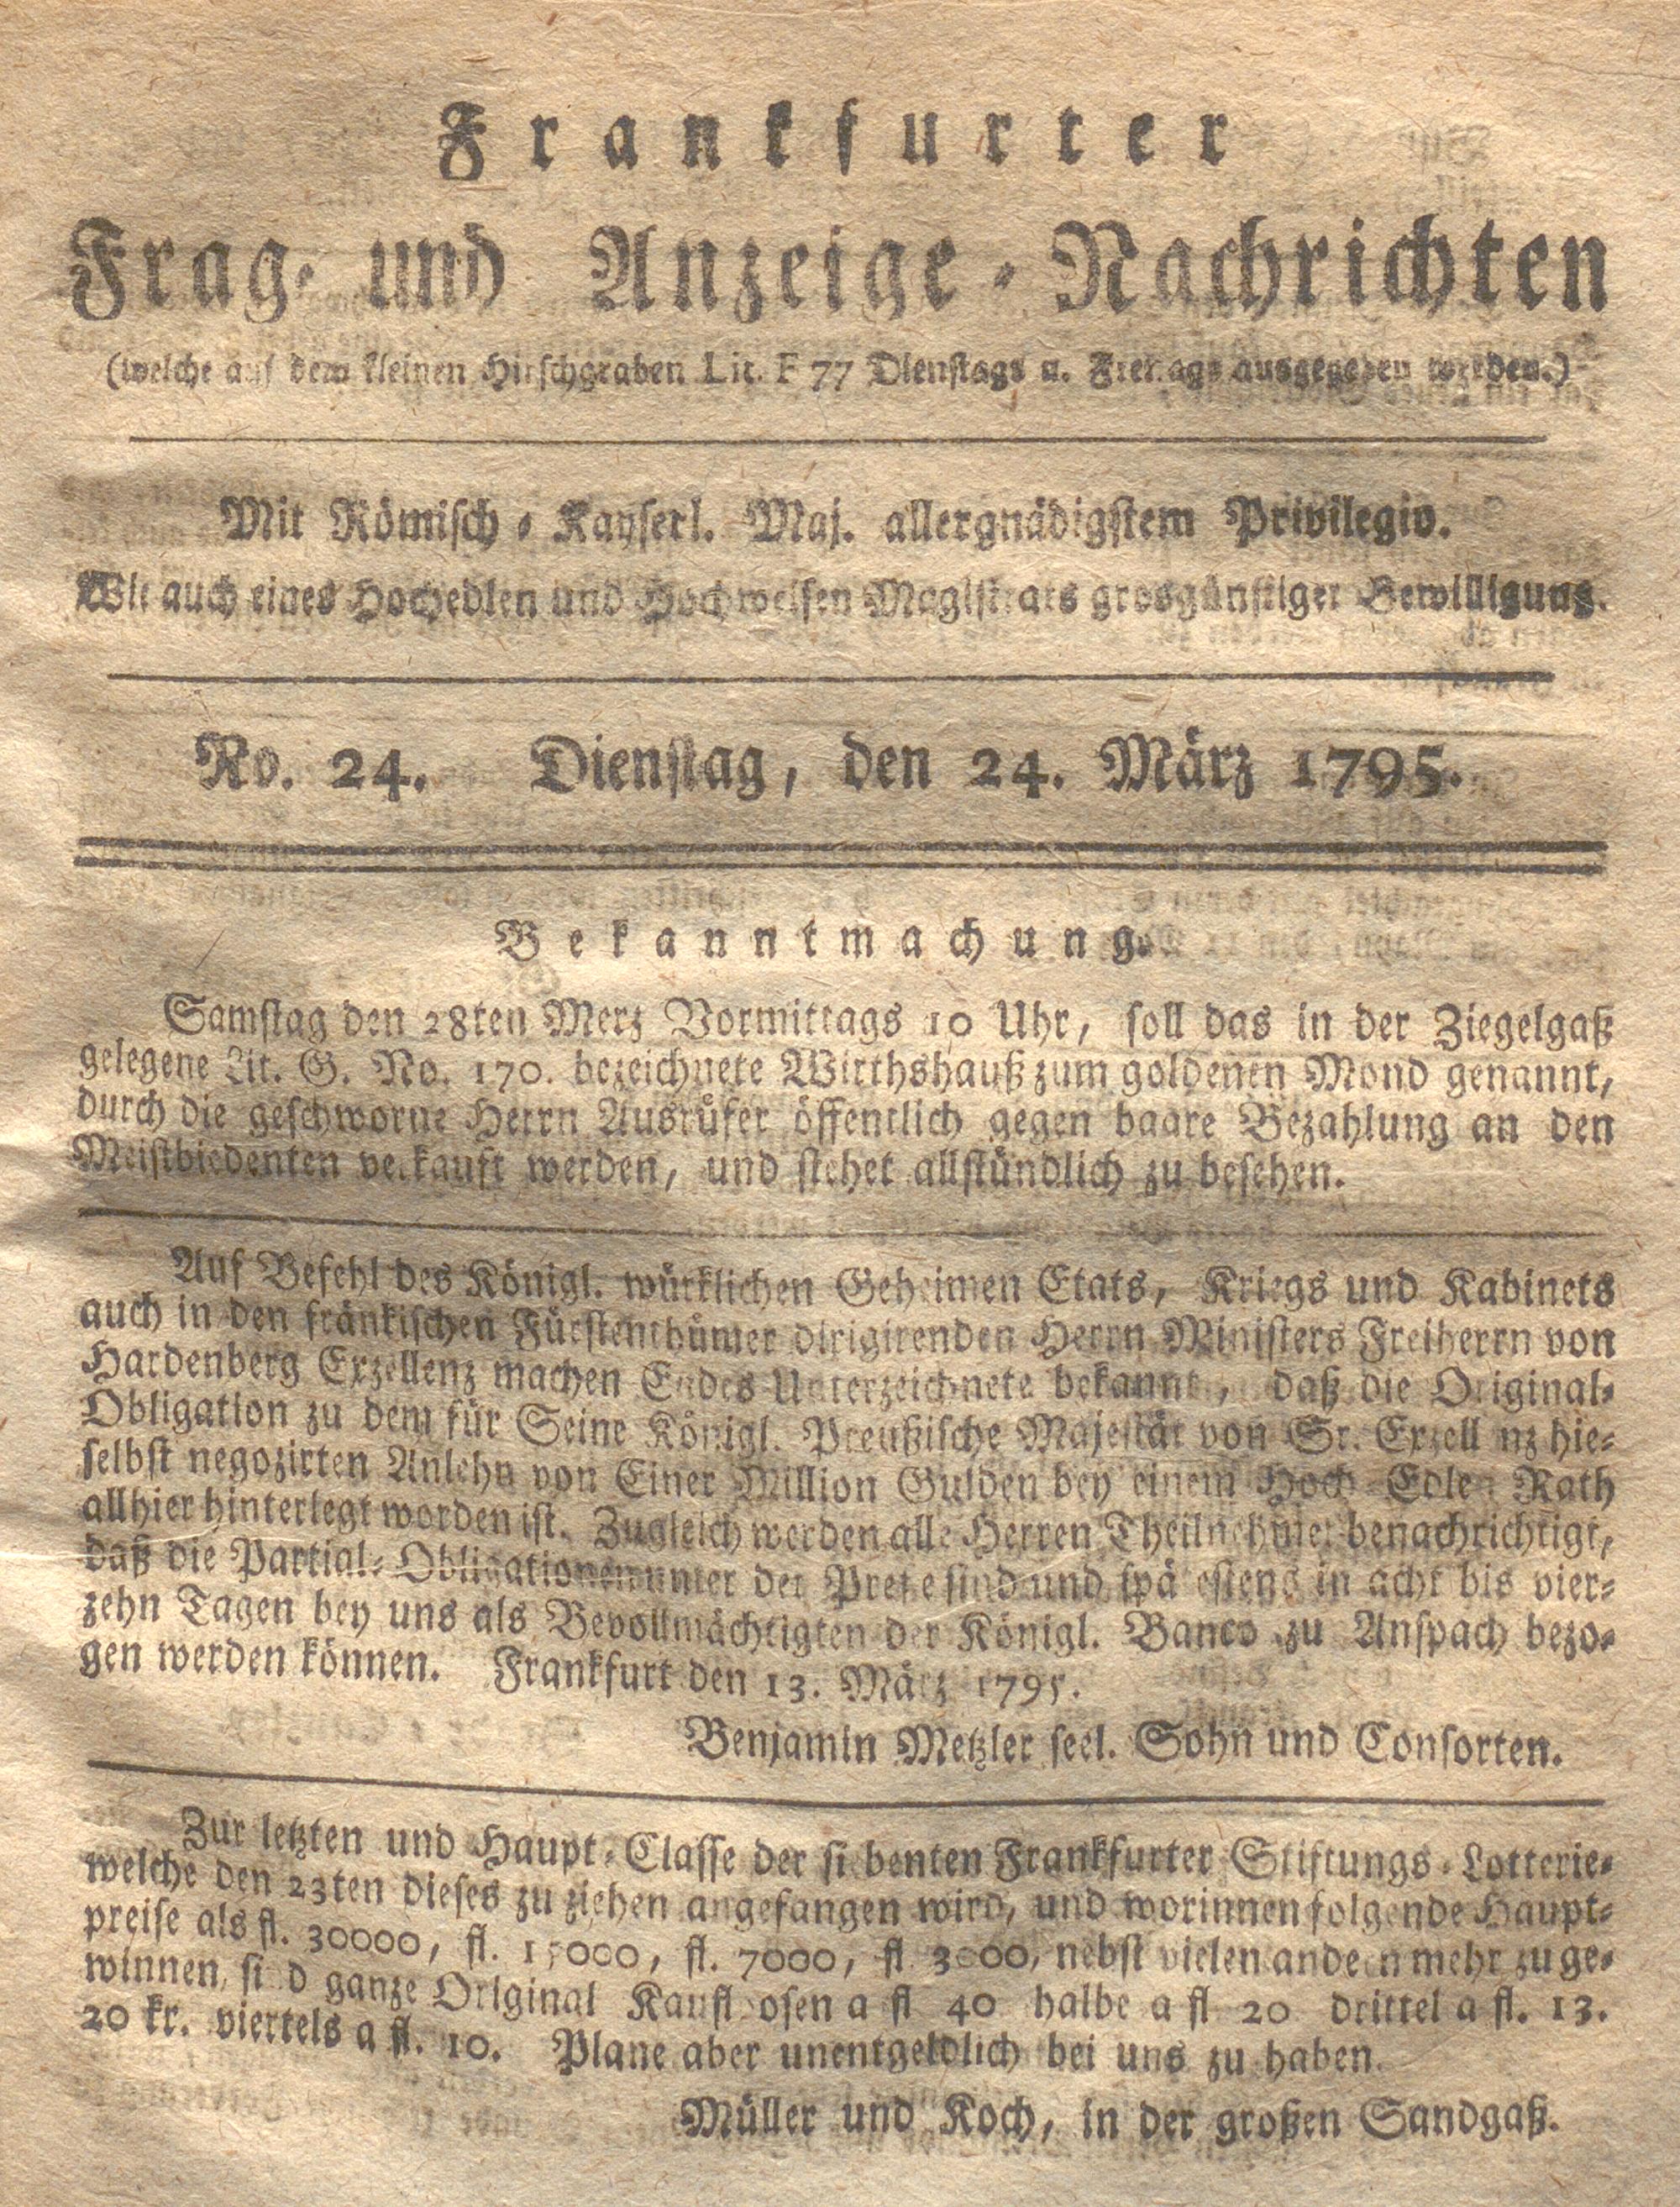 Frankfurter
Frag- und Anzeige-Nachrichten
(welche auf dem kleinen Hirschgraben Lit. F 77 Dienstags u. Freitags ausgegeben werden.)
Mit Römisch-Kayserl. Maj. allergnädigstem Privilegio.
Wie auch eines Hochedlen und Hochweisen Magistrats grosgünstiger Bewilligung.
No. 24. Dienstag, den 24. März 1795.
Bekanntmachung.
Samstag den 28ten Merz Vormittags 10 Uhr, soll das in der Ziegelgaß
gelegene Lit. G. No. 170. bezeichnete Wirthshauß zum goldenen Mond genannt,
durch die geschworne Herrn Ausrüfer öffentlich gegen baare Bezahlung an den
Meistbiedenten verkauft werden, und stehet allstündlich zu besehen.
Auf Befehl des Königl. würklichen Geheimen Etats, Kriegs und Kabinets
auch in den fränkischen Fürstenthümer dirigirenden Herrn Ministers Freiherrn von
Hardenberg Exzellenz machen Endes Unterzeichnete bekannt, daß die Original-
Obligation zu dem für Seine Königl. Preußische Majestät von Sr. Exzellenz hie-
selbst negozirten Anlehn von Einer Million Gulden bey einem Hoch Edlen Rath
allhier hinterlegt worden ist. Zugleich werden alle Herren Theilnehmer benachrichtigt,
daß die Partial-Obligationen unter der Presse sind und spätestens in acht bis vier-
zehn Tagen bey uns als Bevollmächtigten der Königl. Banco zu Anspach bezo-
gen werden können. Frankfurt den 13. März 1795.
Benjamin Metzler seel. Sohn und Consorten.
Zur letzten und Haupt-Classe der siebenten Frankfurter Stiftungs-Lotterie-
welche den 23ten dieses zu ziehen angefangen wird, und worinnen folgende Haupt-
preise als fl. 30000, fl. 15000, fl. 7000, fl 3000, nebst vielen andern mehr zu ge-
winnen, sind ganze Original Kaufloosen a fl 40 halbe a fl 20 drittel a fl. 13.
20 kr. viertels a fl. 10. Plane aber unentgeldlich bei uns zu haben.
Müller und Koch, in der großen Sandgaß.